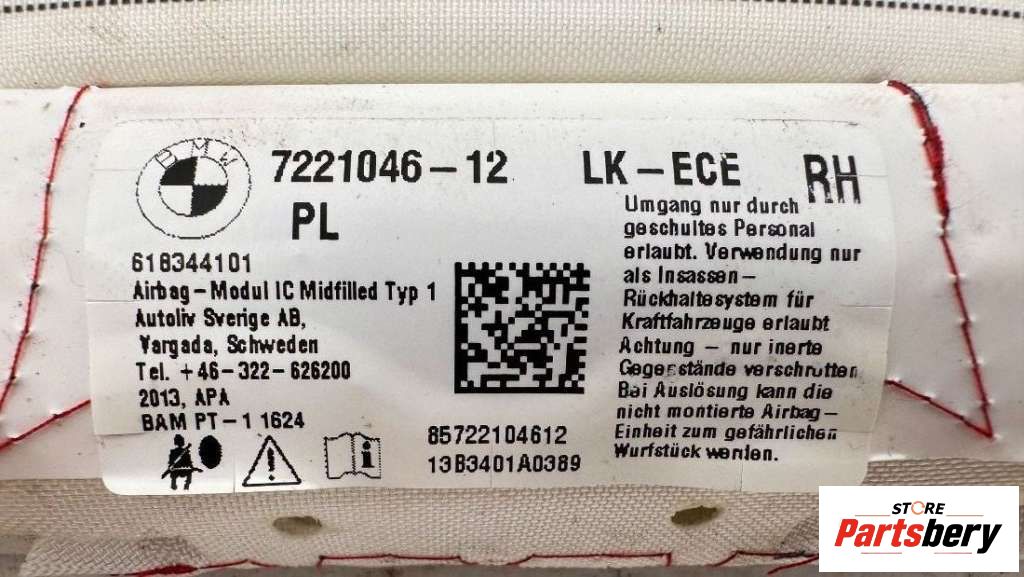 BMW
7221046-12 LK-ECE RH
PL
618344101
Airbag-Modul IC Midfilled Typ 1
Autoliv Sverige AB,
Vargada, Schweden
Tel. +46-322-626200
2013, APA
BAM PT-1 1624
85722104612
13B3401A0389
Umgang nur durch
geschultes Personal
erlaubt. Verwendung nur
als Insassen-
Rückhaltesystem für
Kraftfahrzeuge erlaubt
Achtung - nur inerte
Gegenstände verschrotten
Bei Auslösung kann die
nicht montierte Airbag-
Einheit zum gefährlichen
Wurfstück werden.
STORE
Partsbery